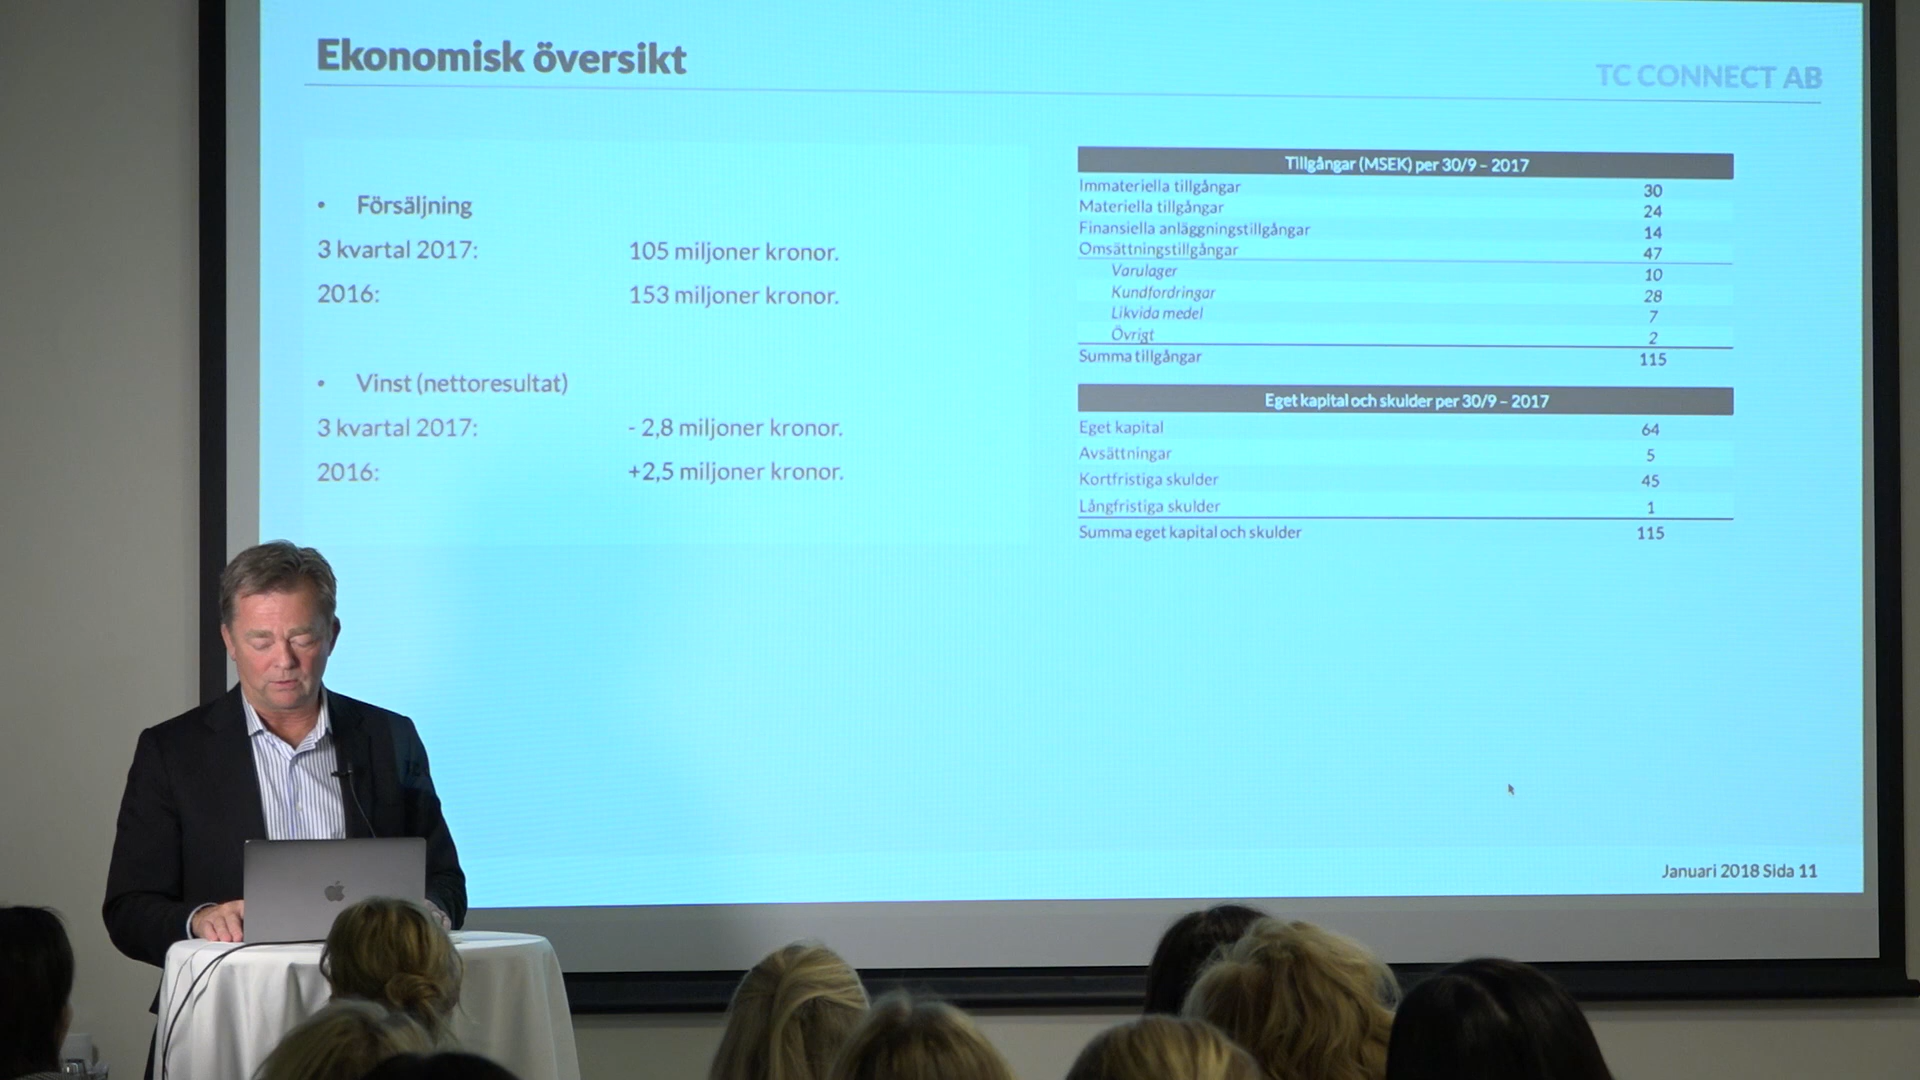 Ekonomisk översikt
TC CONNECT AB
• Försäljning
3 kvartal 2017: 105 miljoner kronor.
2016: 153 miljoner kronor.
• Vinst (nettoresultat)
3 kvartal 2017: - 2,8 miljoner kronor.
2016: +2,5 miljoner kronor.
Tillgångar (MSEK) per 30/9 – 2017
Immateriella tillgångar 30
Materiella tillgångar 24
Finansiella anläggningstillgångar 14
Omsättningstillgångar 47
Varulager 10
Kundfordringar 28
Likvida medel 7
Övrigt 2
Summa tillgångar 115
Eget kapital och skulder per 30/9 – 2017
Eget kapital 64
Avsättningar 5
Kortfristiga skulder 45
Långfristiga skulder 1
Summa eget kapital och skulder 115
Januari 2018 Sida 11